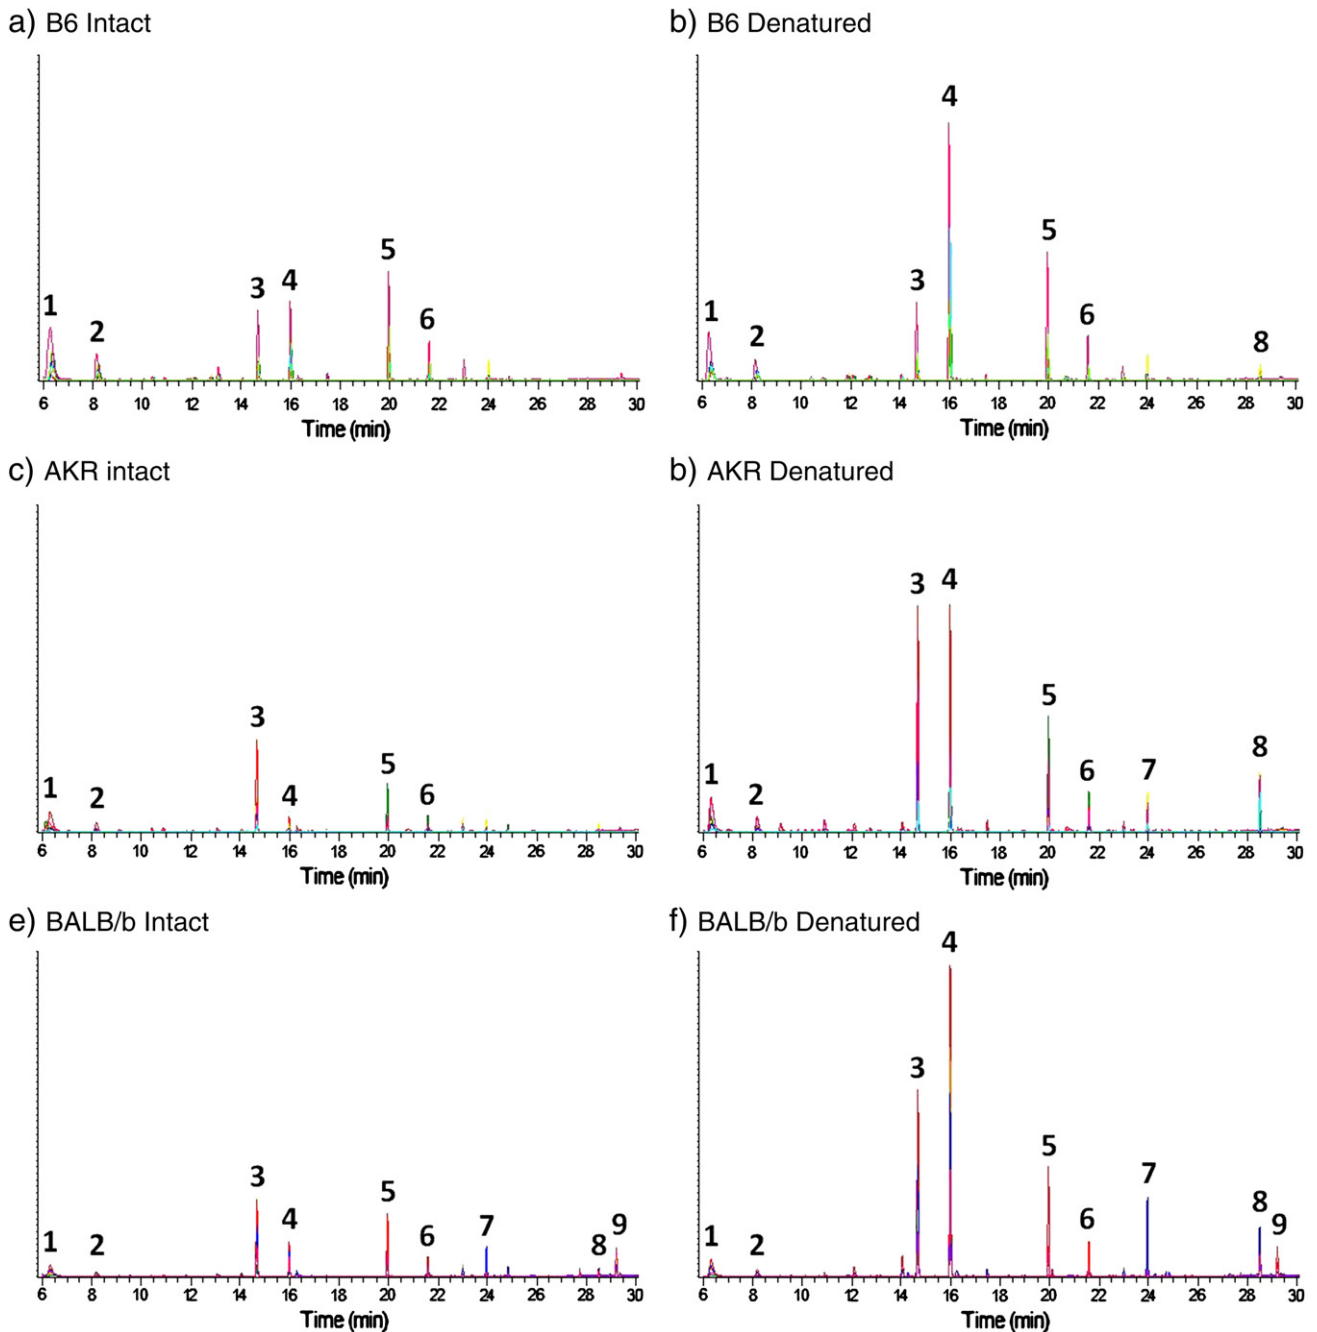 a) B6 Intact
b) B6 Denatured
1 2 3 4 5 6
1 2 3 4 5 6 8
6 8 10 12 14 16 18 20 22 24 26 28 30
6 8 10 12 14 16 18 20 22 24 26 28 30
Time (min)
Time (min)
c) AKR intact
b) AKR Denatured
1 2 3 4 5 6
1 2 3 4 5 6 7 8
6 8 10 12 14 16 18 20 22 24 26 28 30
6 8 10 12 14 16 18 20 22 24 26 28 30
Time (min)
Time (min)
e) BALB/b Intact
f) BALB/b Denatured
1 2 3 4 5 6 7 8 9
1 2 3 4 5 6 7 8 9
6 8 10 12 14 16 18 20 22 24 26 28 30
6 8 10 12 14 16 18 20 22 24 26 28 30
Time (min)
Time (min)